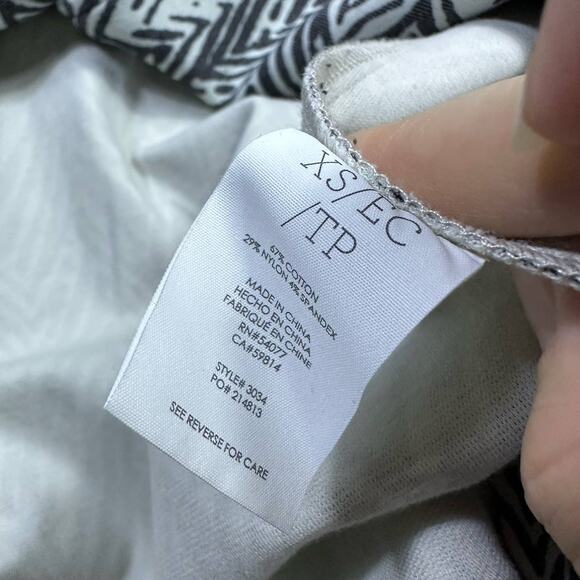 XS/EC
/TP
67% COTTON
29% NYLON 4% SPANDEX
MADE IN CHINA
HECHO EN CHINA
FABRIQUÉ EN CHINE
RN#54077
CA#59814
STYLE# 3034
PO# 214813
SEE REVERSE FOR CARE